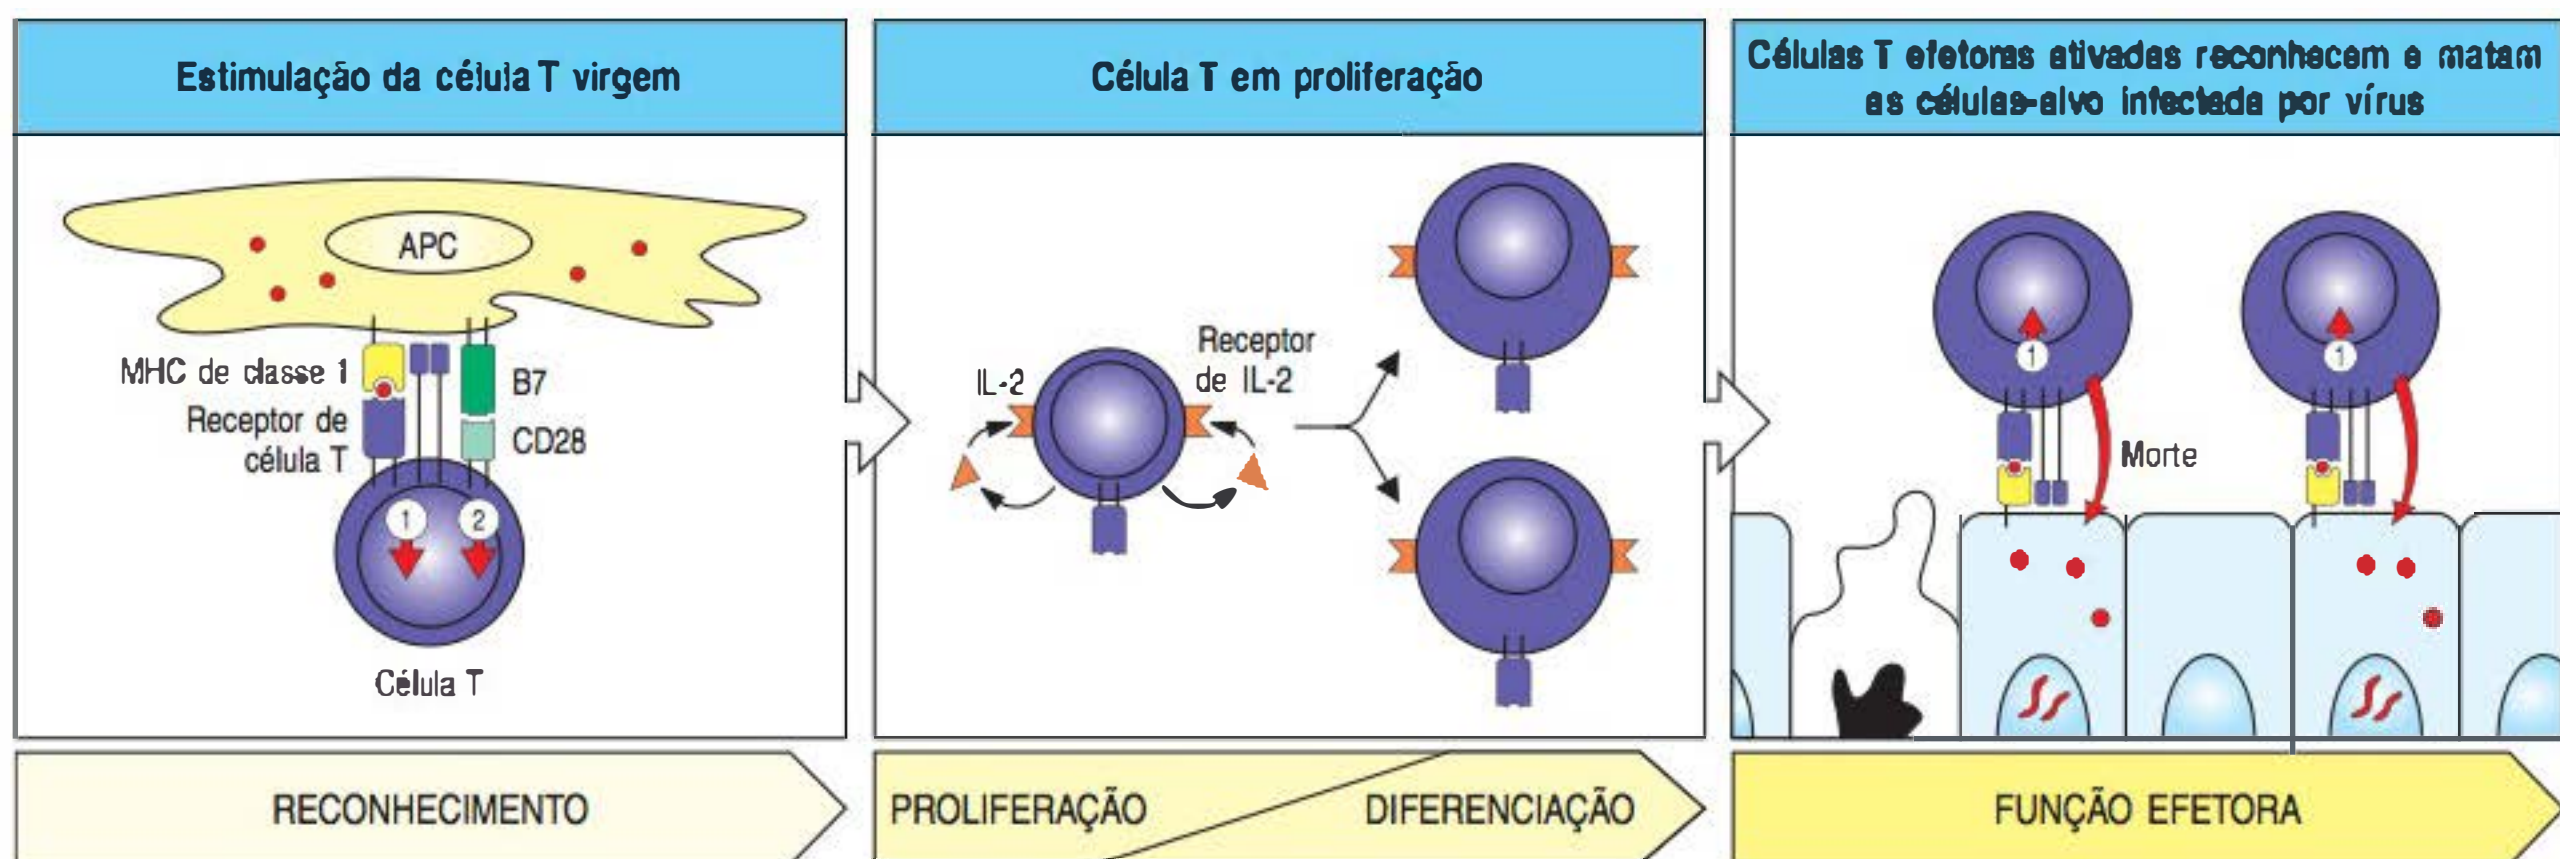 Estimulação da célula T virgem
APC
MHC de classe 1
Receptor de
célula T
B7
CD28
1
2
Célula T
RECONHECIMENTO
Célula T em proliferação
IL-2
Receptor
de IL-2
PROLIFERAÇÃO
DIFERENCIAÇÃO
Células T efetoras ativadas reconhecem e matam
as células-alvo infectada por vírus
1
1
Morte
FUNÇÃO EFETORA